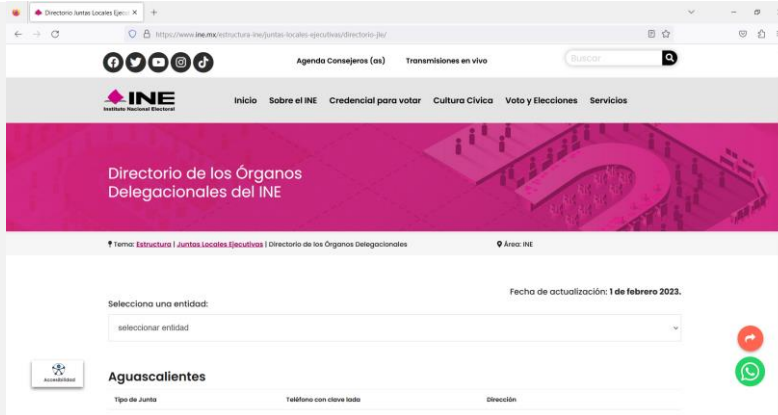 Directorio Juntas Locales Ejecu
https://www.ine.mx/estructura-ine/juntas-locales-ejecutivas/directorio-jle/
Agenda Consejeros (as) Transmisiones en vivo Buscar
INE
Instituto Nacional Electoral
Inicio Sobre el INE Credencial para votar Cultura Cívica Voto y Elecciones Servicios
Directorio de los Órganos
Delegacionales del INE
Tema: Estructura | Juntas Locales Ejecutivas | Directorio de los Órganos Delegacionales Área: INE
Fecha de actualización: 1 de febrero 2023.
Selecciona una entidad:
seleccionar entidad
Accesibilidad
Aguascalientes
Tipo de Junta Teléfono con clave lada Dirección